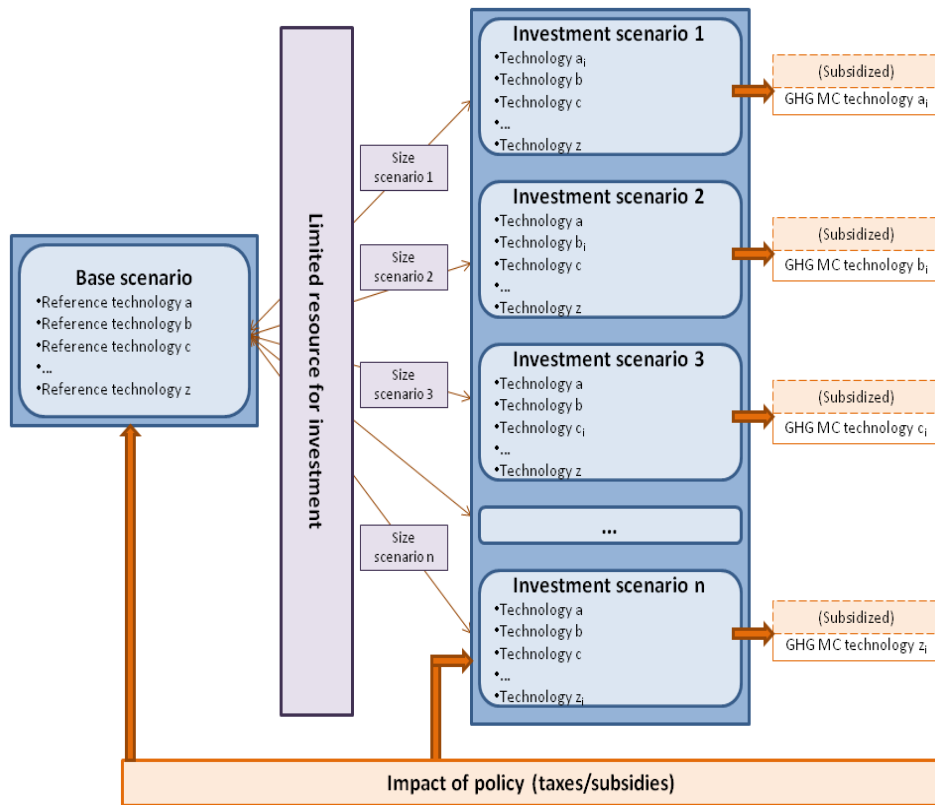 Base scenario
•Reference technology a
•Reference technology b
•Reference technology c
•...
•Reference technology z
Limited resource for investment
Size
scenario 1
Size
scenario 2
Size
scenario 3
Size
scenario n
Investment scenario 1
•Technology aᵢ
•Technology b
•Technology c
•...
•Technology z
Investment scenario 2
•Technology a
•Technology bᵢ
•Technology c
•...
•Technology z
Investment scenario 3
•Technology a
•Technology b
•Technology cᵢ
•...
•Technology z
...
Investment scenario n
•Technology a
•Technology b
•Technology c
•...
•Technology zᵢ
(Subsidized)
GHG MC technology aᵢ
(Subsidized)
GHG MC technology bᵢ
(Subsidized)
GHG MC technology cᵢ
(Subsidized)
GHG MC technology zᵢ
Impact of policy (taxes/subsidies)